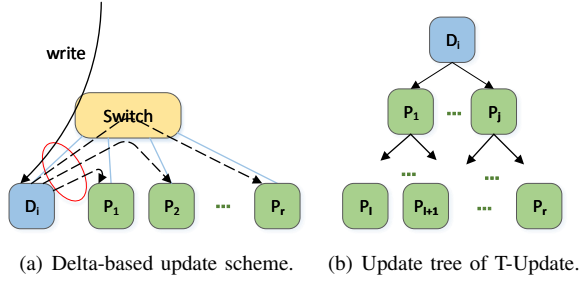 write
Switch
Di
P1
P2
...
Pr
(a) Delta-based update scheme.
Di
P1
...
Pj
...
...
Pl
Pl+1
...
Pr
(b) Update tree of T-Update.